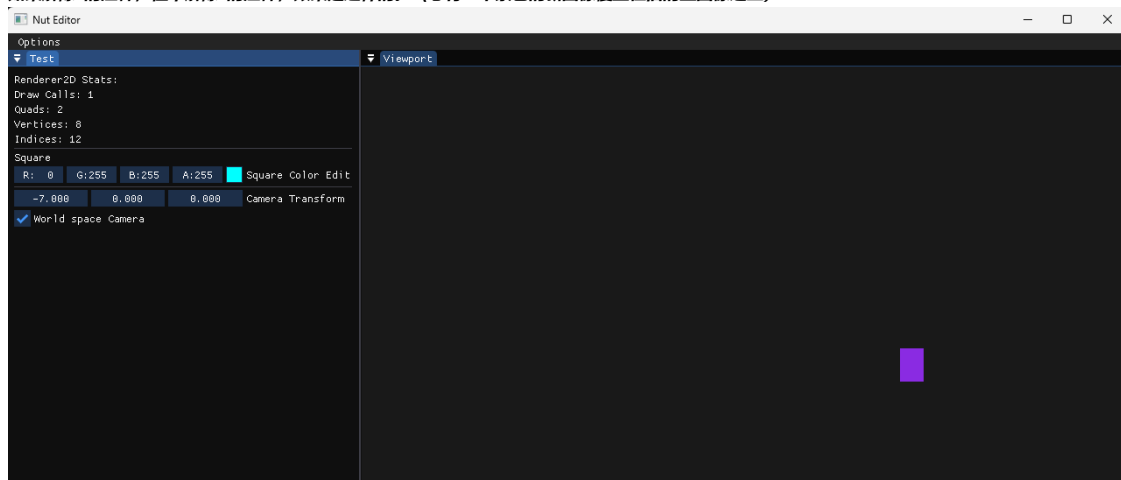 Nut Editor
Options
Test
Viewport
Renderer2D Stats:
Draw Calls: 1
Quads: 2
Vertices: 8
Indices: 12
Square
R: 0 G:255 B:255 A:255 Square Color Edit
-7.000 0.000 0.000 Camera Transform
World space Camera